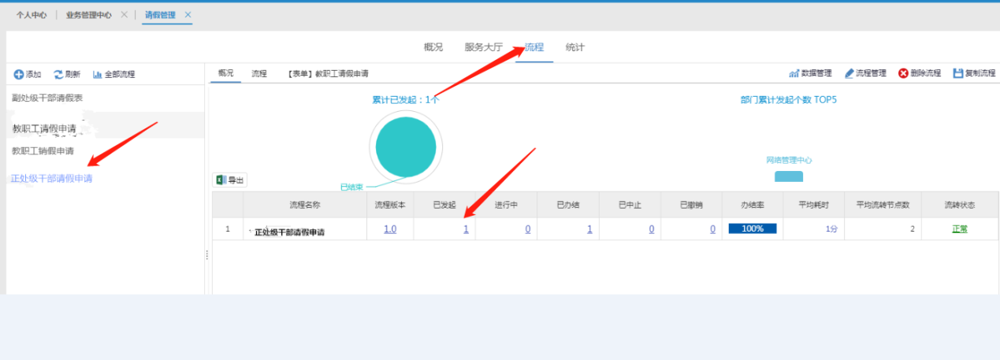 个人中心 业务管理中心 请假管理
概况 服务大厅 流程 统计
添加 刷新 全部流程 概况 流程 【表单】教职工请假申请 数据管理 流程管理 删除流程 复制流程
副处级干部请假表
教职工请假申请
教职工销假申请
正处级干部请假申请
累计已发起：1个 部门累计发起个数 TOP5
网络管理中心
导出
已结束
流程名称 流程版本 已发起 进行中 已办结 已中止 已撤销 办结率 平均耗时 平均流转节点数 流转状态
1 正处级干部请假申请 1.0 1 0 1 0 0 100% 1分 2 正常